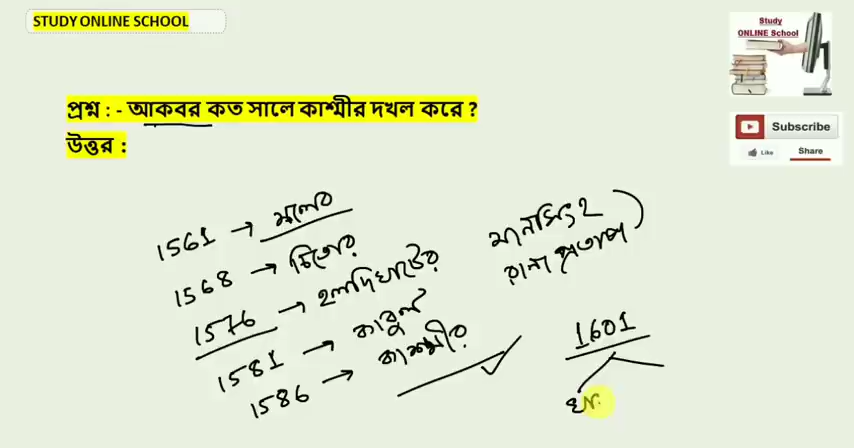 STUDY ONLINE SCHOOL
Study
ONLINE School
প্রশ্ন : - আকবর কত সালে কাশ্মীর দখল করে ?
উত্তর :
Subscribe
Like
Share
1561 →
1568 → চিতোর
1576 → হলদিঘাটের
1581 → কাবুল
1586 → কাশ্মীর
মানসিংহ
রানা প্রতাপ
1601